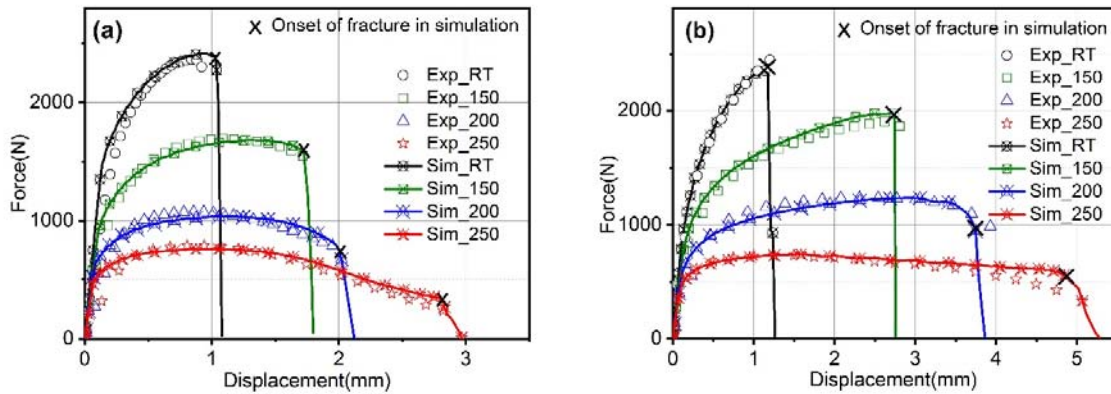 (a)
X Onset of fracture in simulation
Exp_RT
Exp_150
Exp_200
Exp_250
Sim_RT
Sim_150
Sim_200
Sim_250
2000
1000
0
Force(N)
0 1 2 3
Displacement(mm)
(b)
X Onset of fracture in simulation
Exp_RT
Exp_150
Exp_200
Exp_250
Sim_RT
Sim_150
Sim_200
Sim_250
2000
1000
0
Force(N)
0 1 2 3 4 5
Displacement(mm)